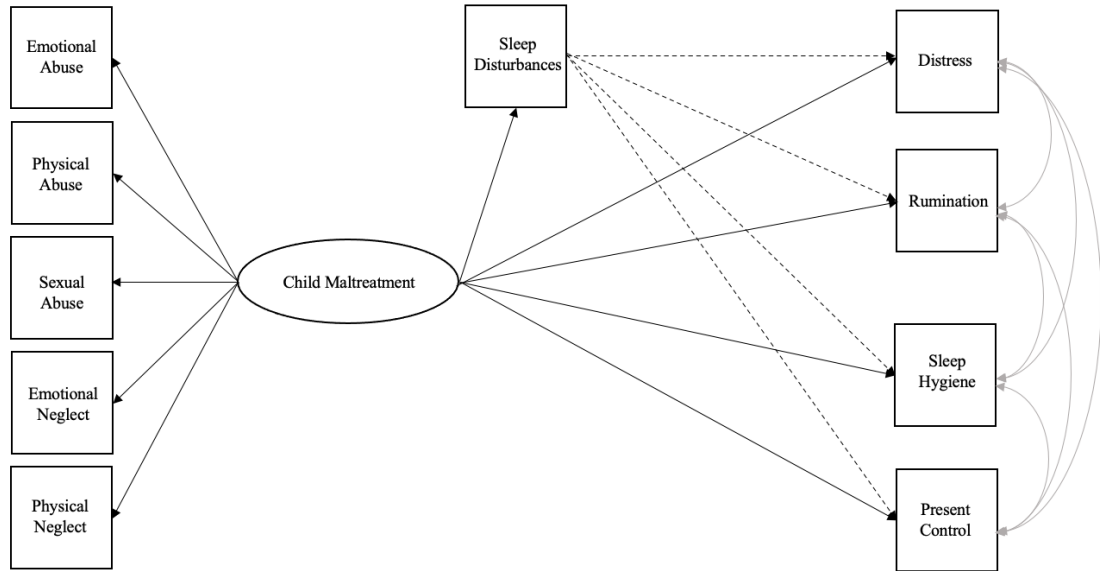 Emotional
Abuse
Physical
Abuse
Sexual
Abuse
Emotional
Neglect
Physical
Neglect
Child Maltreatment
Sleep
Disturbances
Distress
Rumination
Sleep
Hygiene
Present
Control